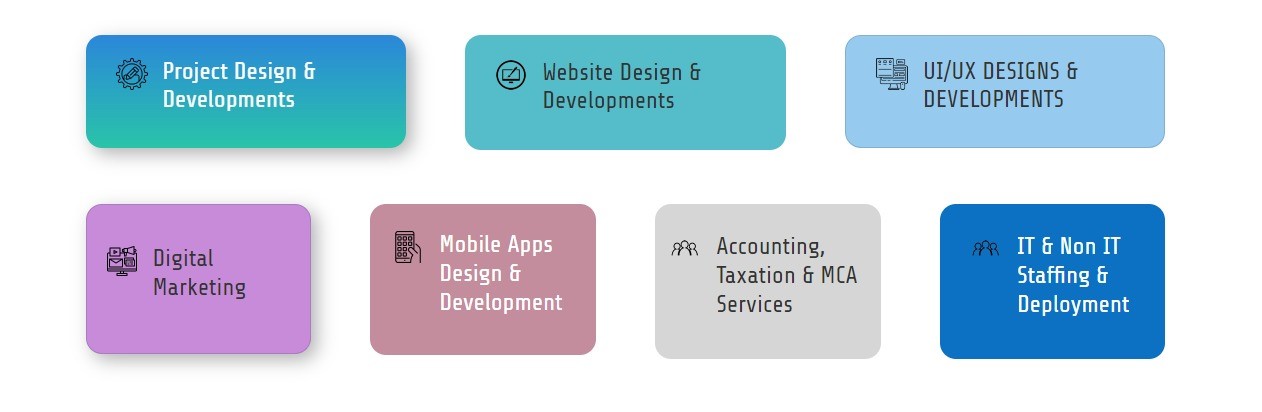 Project Design &
Developments
Website Design &
Developments
UI/UX DESIGNS &
DEVELOPMENTS
Digital
Marketing
Mobile Apps
Design &
Development
Accounting,
Taxation & MCA
Services
IT & Non IT
Staffing &
Deployment